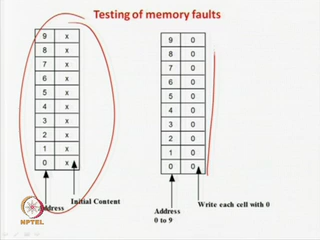 Testing of memory faults
9 x
8 x
7 x
6 x
5 x
4 x
3 x
2 x
1 x
0 x
Address
Initial Content
9 0
8 0
7 0
6 0
5 0
4 0
3 0
2 0
1 0
0 0
Address
0 to 9
Write each cell with 0
NPTEL